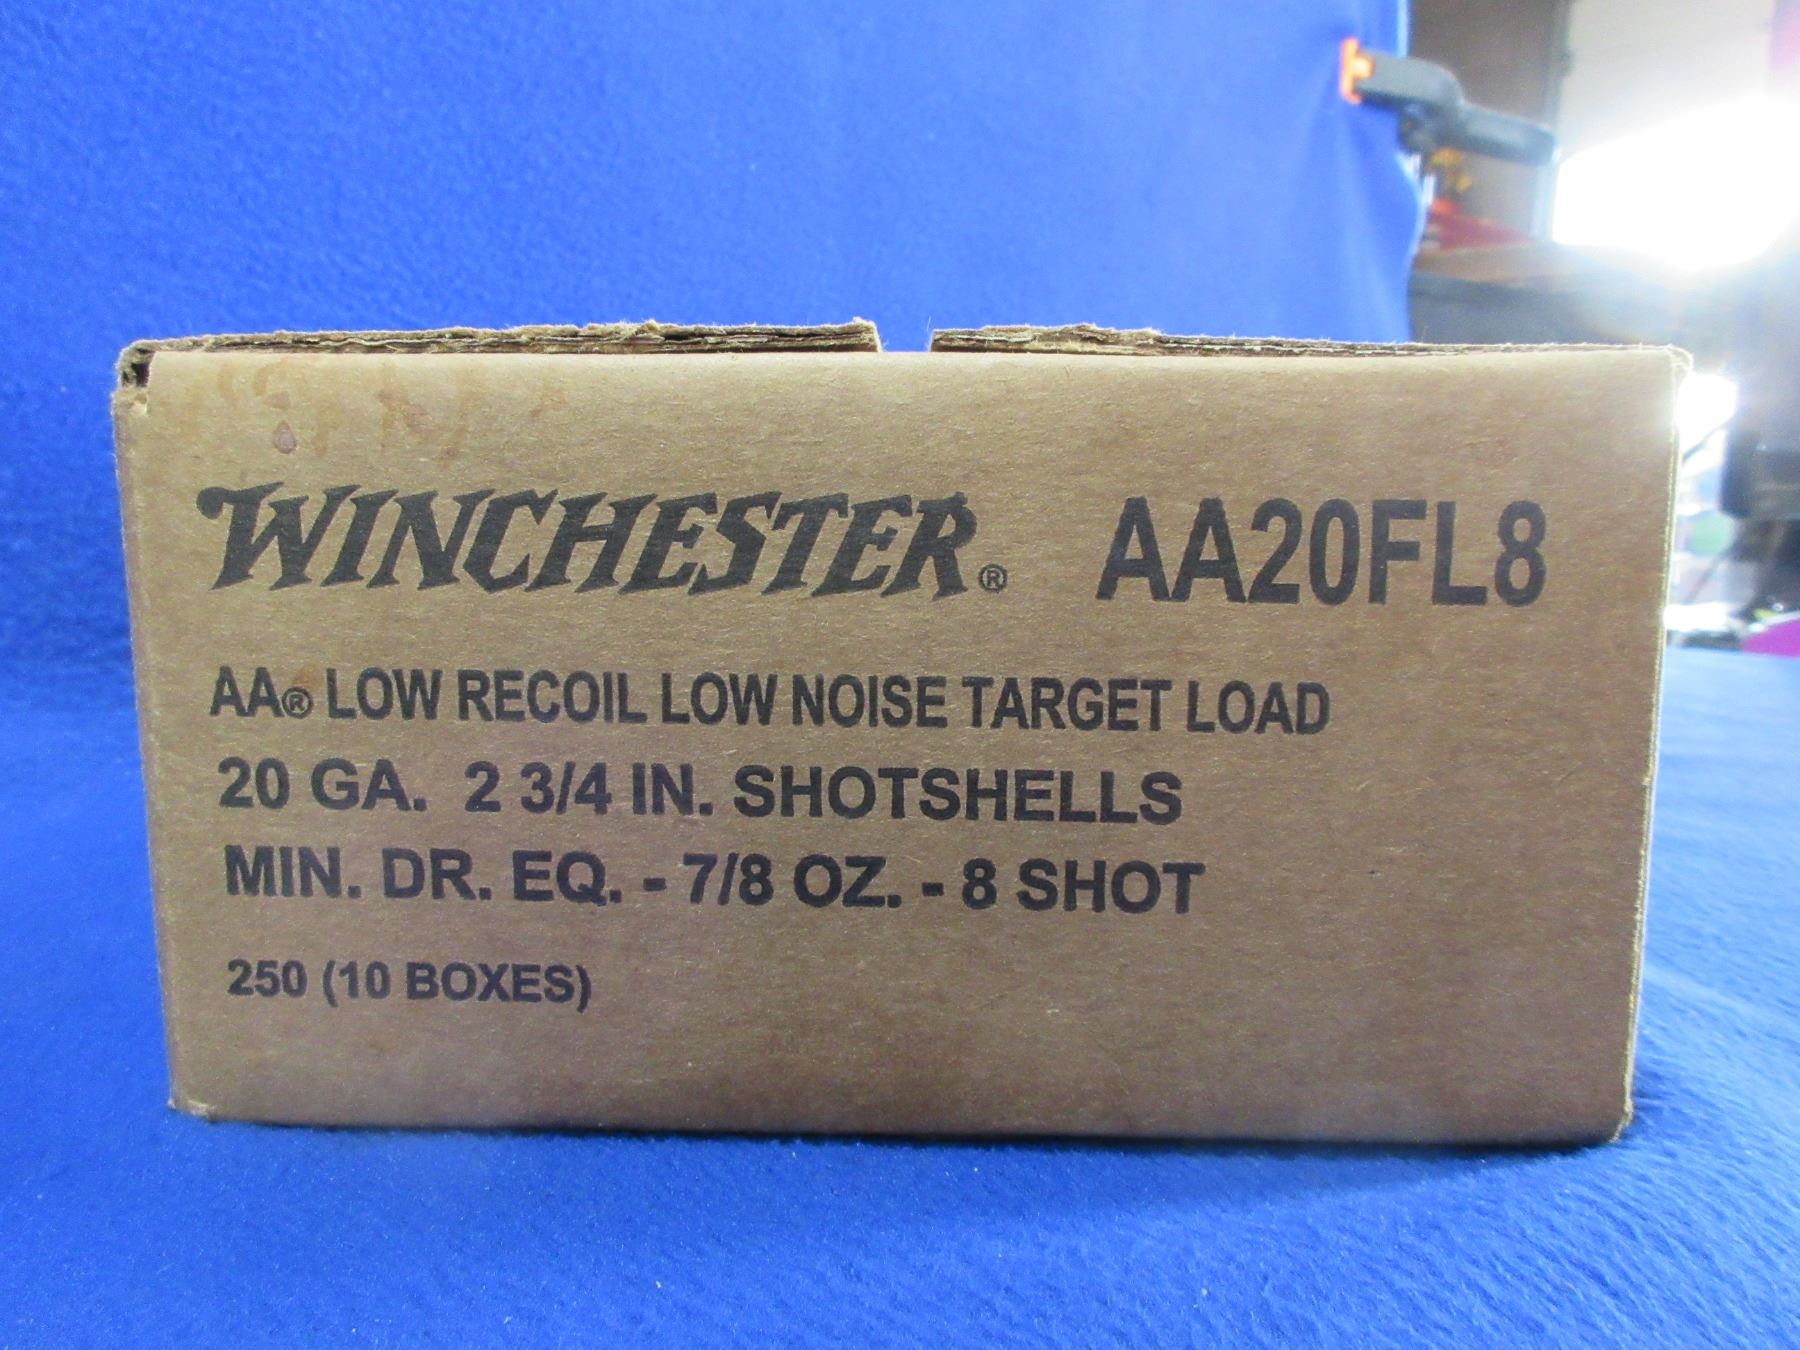 WINCHESTER® AA20FL8
AA® LOW RECOIL LOW NOISE TARGET LOAD
20 GA. 2 3/4 IN. SHOTSHELLS
MIN. DR. EQ. - 7/8 OZ. - 8 SHOT
250 (10 BOXES)